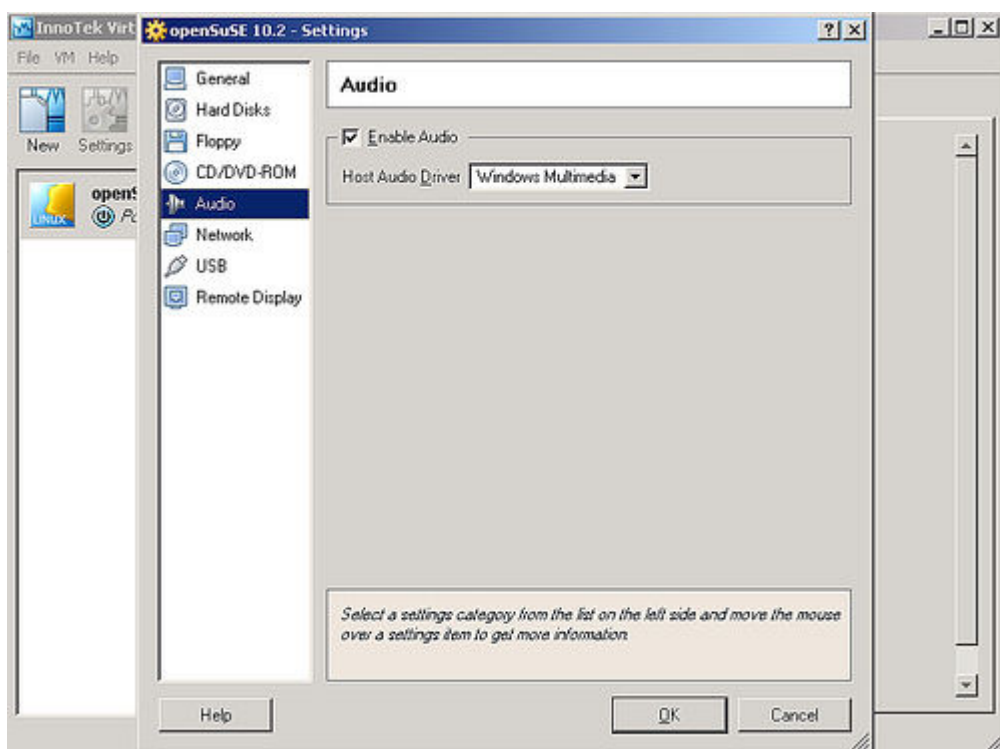 InnoTek Virt
openSuSE 10.2 - Settings
File VM Help
New Settings
openS
LINUX
General
Hard Disks
Floppy
CD/DVD-ROM
Audio
Network
USB
Remote Display
Audio
Enable Audio
Host Audio Driver Windows Multimedia
Select a settings category from the list on the left side and move the mouse
over a settings item to get more information
Help OK Cancel